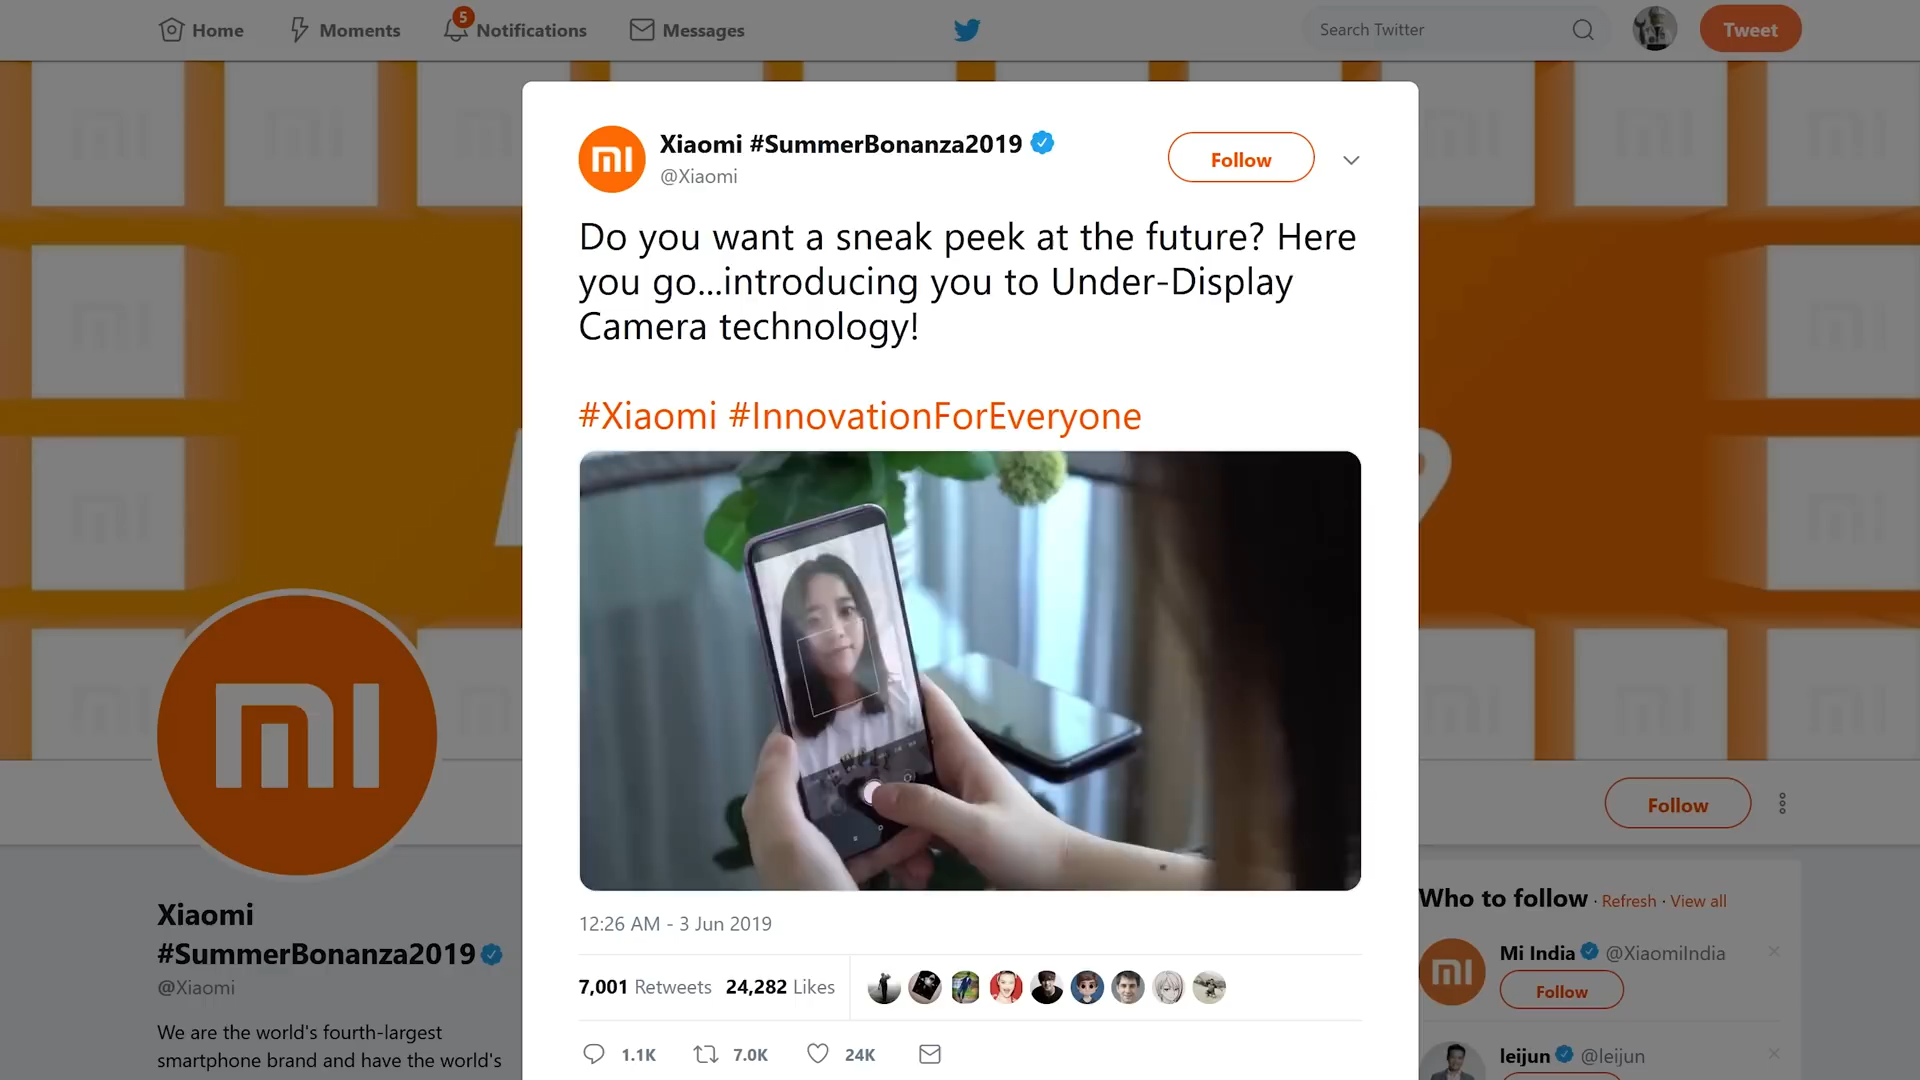 Home
Moments
5
Notifications
Messages
Search Twitter
Tweet
Xiaomi #SummerBonanza2019
@Xiaomi
Follow
Do you want a sneak peek at the future? Here
you go...introducing you to Under-Display
Camera technology!
#Xiaomi #InnovationForEveryone
12:26 AM - 3 Jun 2019
7,001 Retweets 24,282 Likes
1.1K
7.0K
24K
Xiaomi
#SummerBonanza2019
@Xiaomi
We are the world's fourth-largest
smartphone brand and have the world's
Follow
Who to follow · Refresh · View all
Mi India @XiaomiIndia
Follow
leijun @leijun